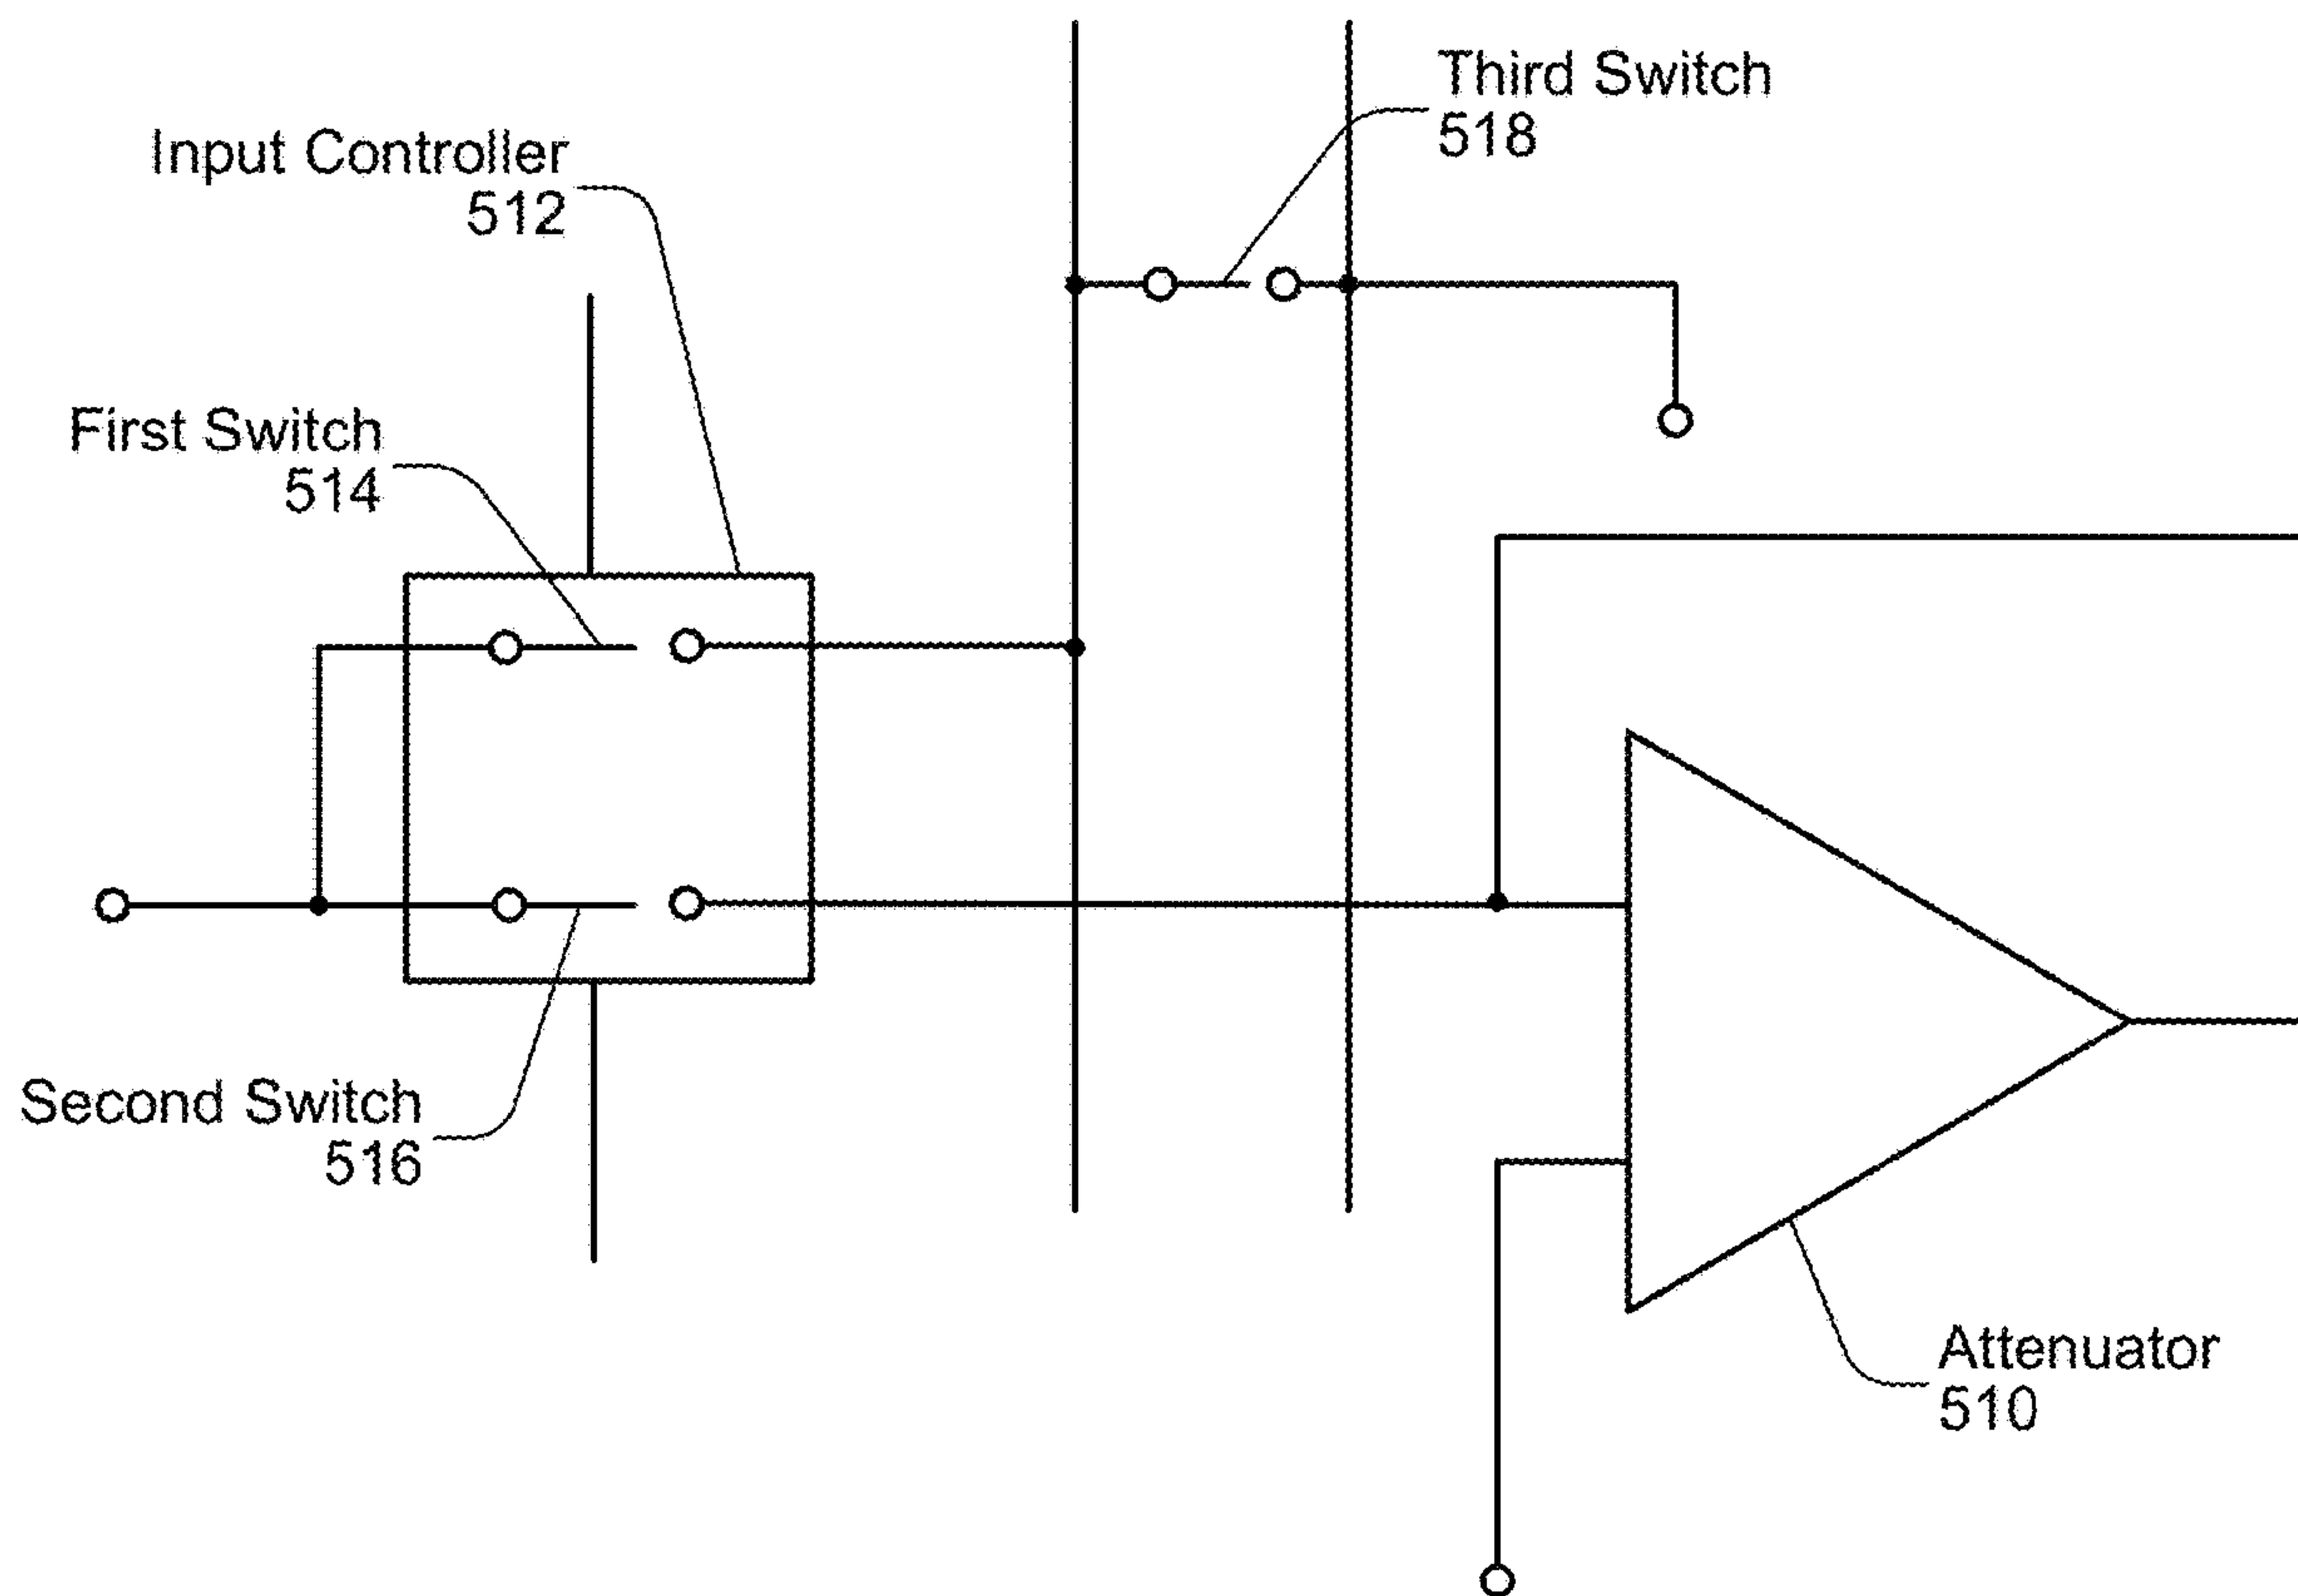 Third Switch
518
Input Controller
512
First Switch
514
Second Switch
516
Attenuator
510